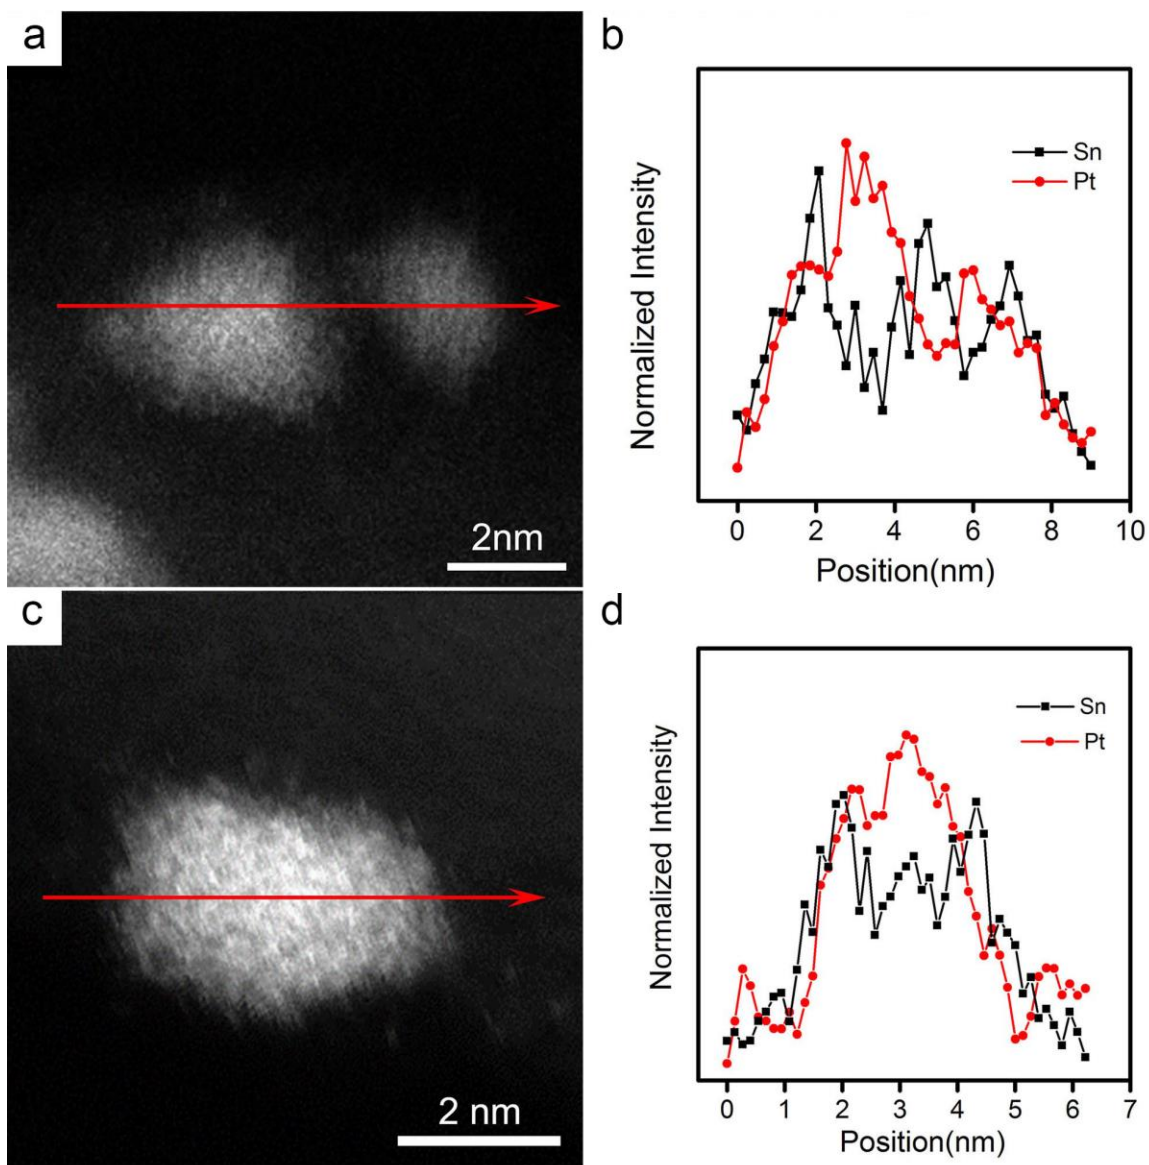 a
2nm
b
Normalized Intensity
Sn
Pt
0 2 4 6 8 10
Position(nm)
c
2 nm
d
Normalized Intensity
Sn
Pt
0 1 2 3 4 5 6 7
Position(nm)